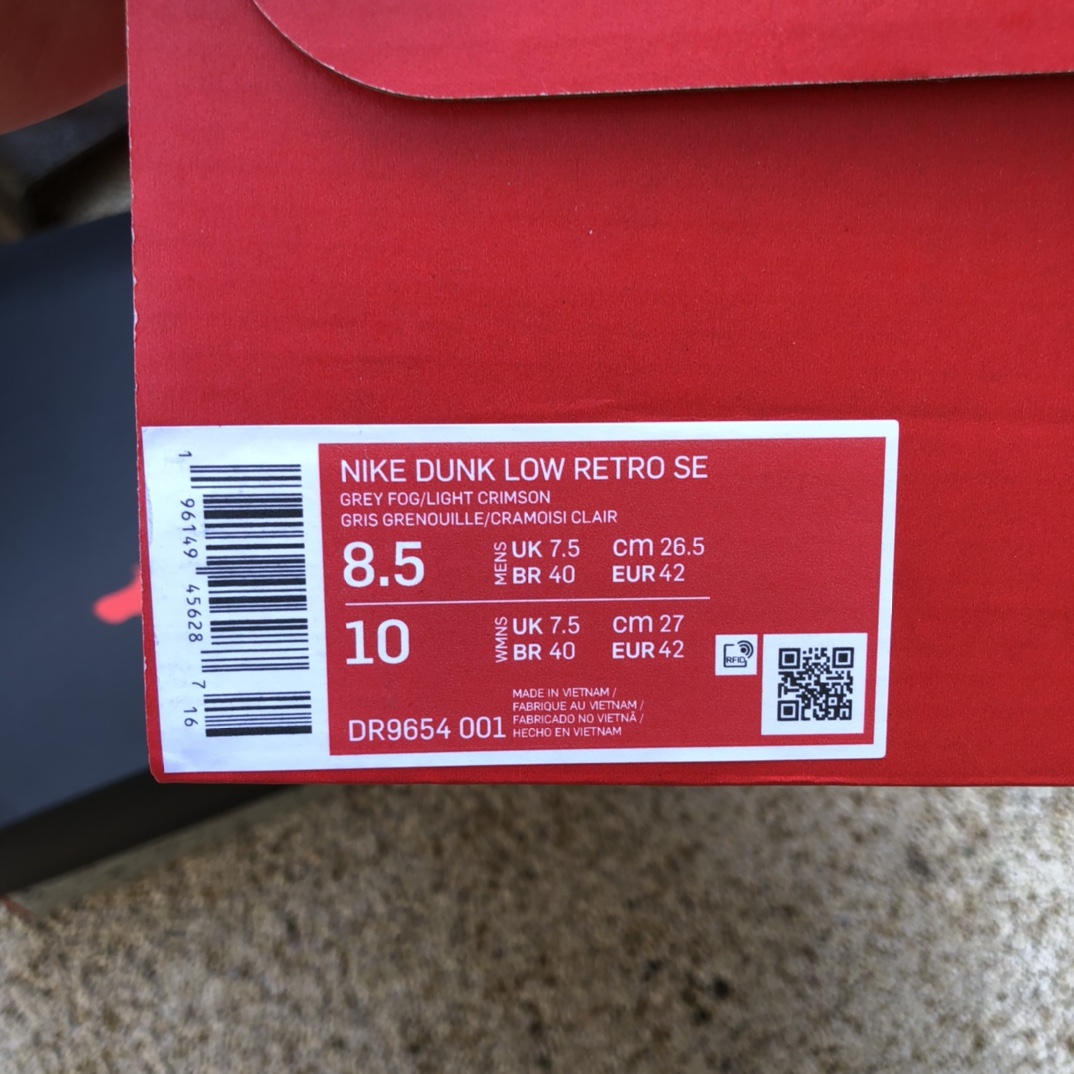 1 96149 45628 7 16
NIKE DUNK LOW RETRO SE
GREY FOG/LIGHT CRIMSON
GRIS GRENOUILLE/CRAMOISI CLAIR
8.5 MENS UK 7.5 cm 26.5
BR 40 EUR 42
10 WMNS UK 7.5 cm 27
BR 40 EUR 42
RFID
DR9654 001
MADE IN VIETNAM /
FABRIQUE AU VIETNAM /
FABRICADO NO VIETNÃ /
HECHO EN VIETNAM